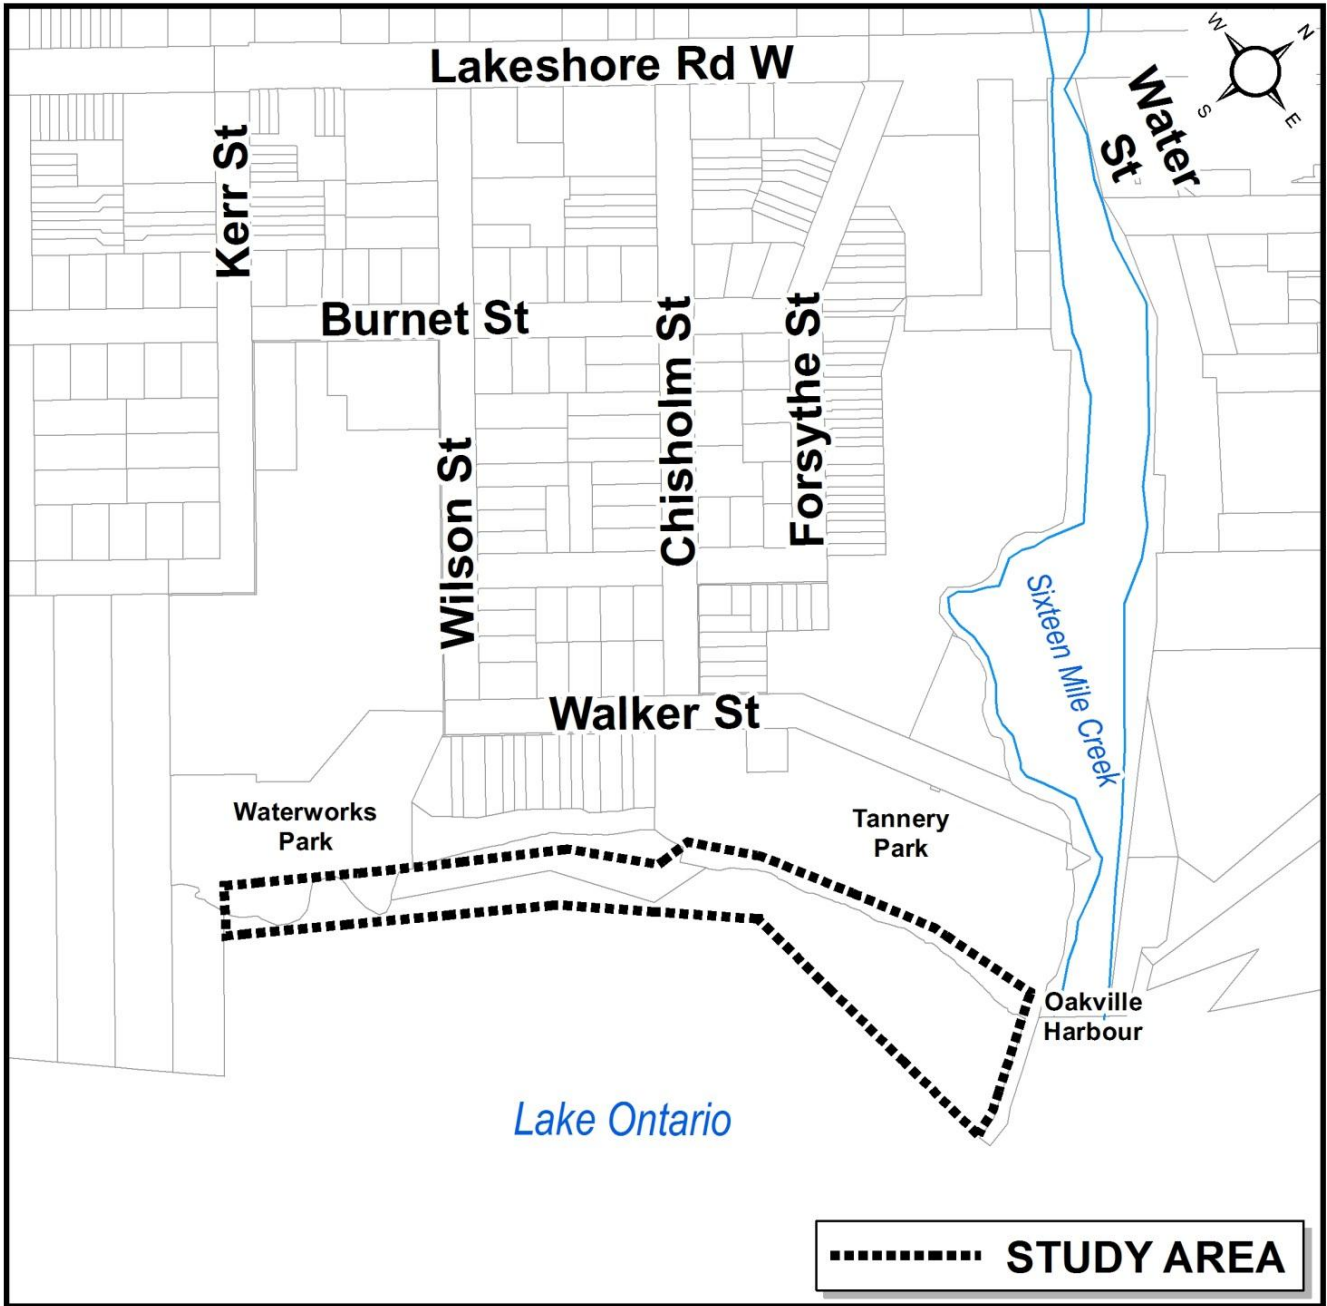 Lakeshore Rd W
W
N
S
E
Water
St
Kerr St
Burnet St
Chisholm St
Forsythe St
Wilson St
Sixteen Mile Creek
Walker St
Waterworks
Park
Tannery
Park
Oakville
Harbour
Lake Ontario
STUDY AREA